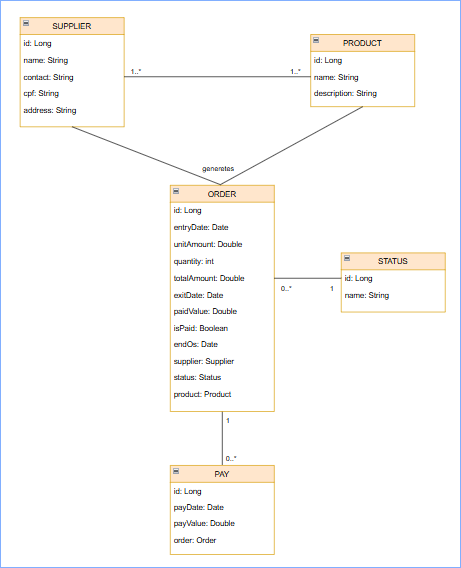 SUPPLIER
id: Long
name: String
contact: String
cpf: String
address: String
PRODUCT
id: Long
name: String
description: String
1..*
1..*
generetes
ORDER
id: Long
entryDate: Date
unitAmount: Double
quantity: int
totalAmount: Double
exitDate: Date
paidValue: Double
isPaid: Boolean
endOs: Date
supplier: Supplier
status: Status
product: Product
STATUS
id: Long
name: String
0..*
1
1
0..*
PAY
id: Long
payDate: Date
payValue: Double
order: Order